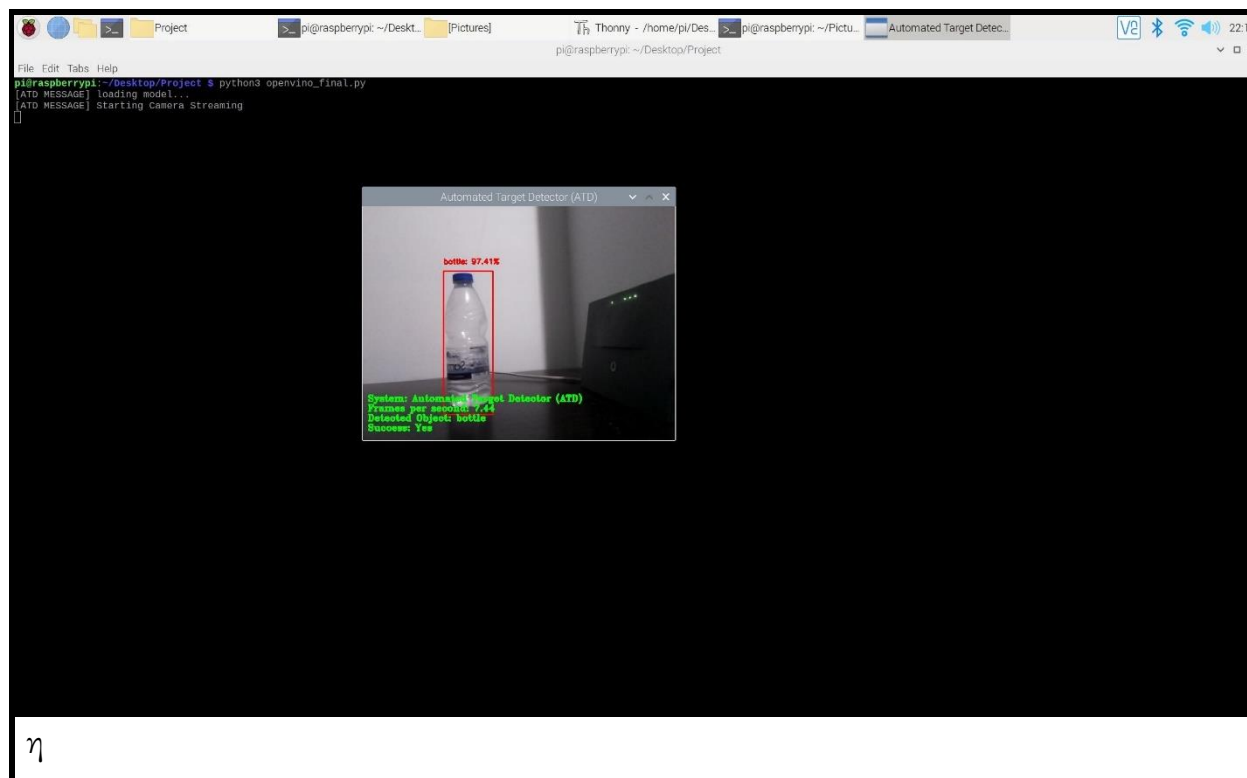 Project
pi@raspberrypi: ~/Deskt...
[Pictures]
Thonny - /home/pi/Des...
pi@raspberrypi: ~/Pictu...
Automated Target Detec...
22:1
pi@raspberrypi: ~/Desktop/Project
File Edit Tabs Help
pi@raspberrypi:~/Desktop/Project $ python3 openvino_final.py
[ATD MESSAGE] loading model...
[ATD MESSAGE] Starting Camera Streaming
Automated Target Detector (ATD)
bottle: 97.41%
System: Automated Target Detector (ATD)
Frames per second: 7.44
Detected Object: bottle
Success: Yes
η